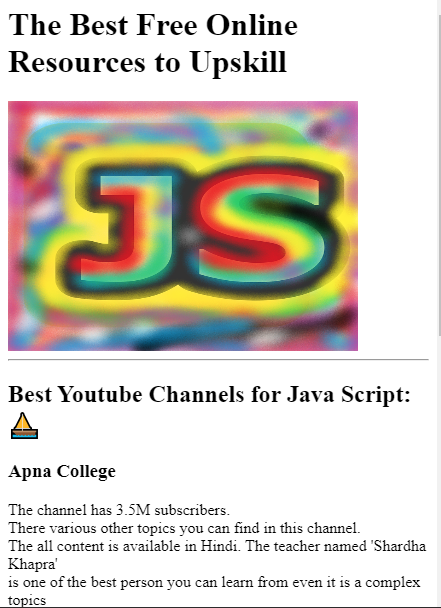 The Best Free Online
Resources to Upskill
JS
Best Youtube Channels for Java Script:
Apna College
The channel has 3.5M subscribers.
There various other topics you can find in this channel.
The all content is available in Hindi. The teacher named 'Shardha
Khapra'
is one of the best person you can learn from even it is a complex
topics